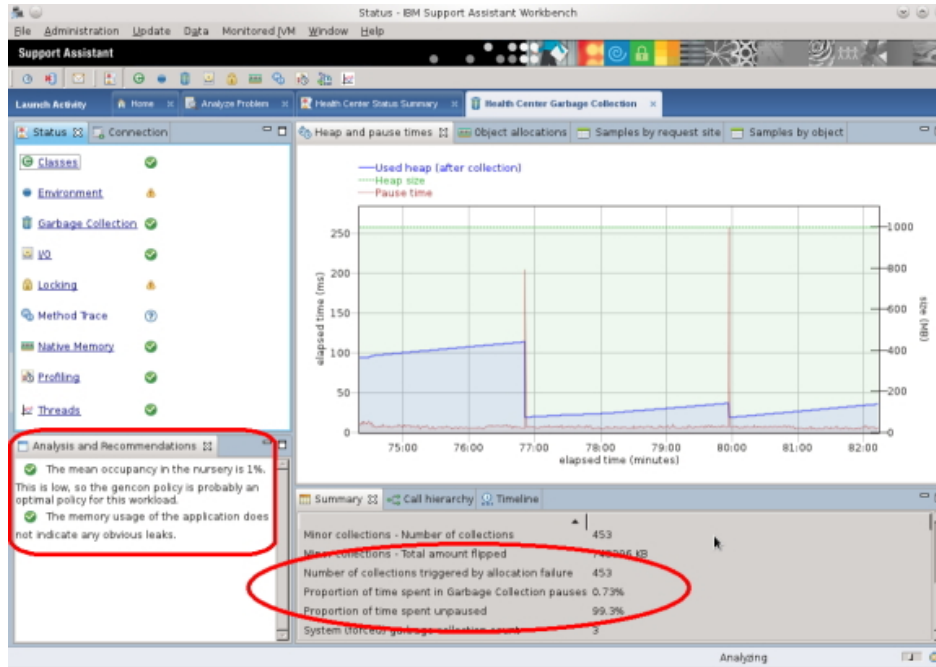 Status - IBM Support Assistant Workbench
File Administration Update Data Monitored JVM Window Help
Support Assistant
Launch Activity Home Analyze Problem Health Center Status Summary Health Center Garbage Collection
Status Connection
Heap and pause times Object allocations Samples by request site Samples by object
Classes
Environment
Garbage Collection
I/O
Locking
Method Trace
Native Memory
Profiling
Threads
Used heap (after collection)
Heap size
Pause time
250
200
150
100
50
0
elapsed time (ms)
1000
800
600
400
200
0
size (MB)
75:00 76:00 77:00 78:00 79:00 80:00 81:00 82:00
elapsed time (minutes)
Analysis and Recommendations
The mean occupancy in the nursery is 1%.
This is low, so the gencon policy is probably an
optimal policy for this workload.
The memory usage of the application does
not indicate any obvious leaks.
Summary Call hierarchy Timeline
Minor collections - Number of collections 453
Minor collections - Total amount flipped KB
Number of collections triggered by allocation failure 453
Proportion of time spent in Garbage Collection pauses 0.73%
Proportion of time spent unpaused 99.3%
System (forced) garbage collection count 3
Analyzing